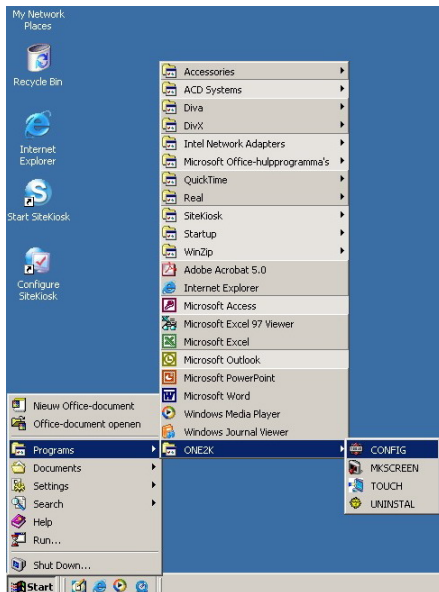 My Network
Places
Recycle Bin
Internet
Explorer
Start SiteKiosk
Configure
SiteKiosk
Accessories
ACD Systems
Diva
DivX
Intel Network Adapters
Microsoft Office-hulpprogramma's
QuickTime
Real
SiteKiosk
Startup
WinZip
Adobe Acrobat 5.0
Internet Explorer
Microsoft Access
Microsoft Excel 97 Viewer
Microsoft Excel
Microsoft Outlook
Microsoft PowerPoint
Microsoft Word
Windows Media Player
Windows Journal Viewer
ONE2K
Nieuw Office-document
Office-document openen
Programs
Documents
Settings
Search
Help
Run...
Shut Down...
CONFIG
MKSCREEN
TOUCH
UNINSTAL
Start